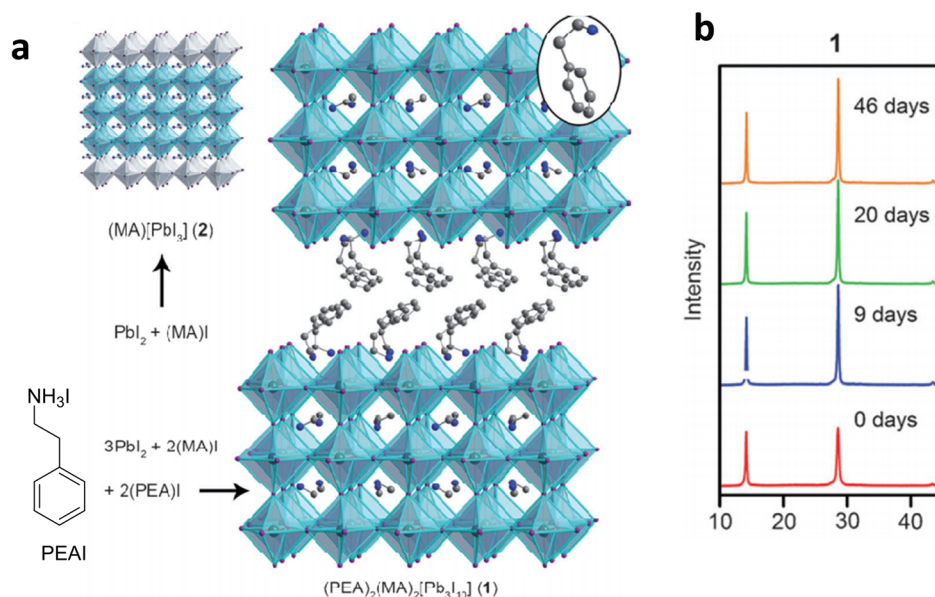 a
(MA)[PbI₃] (2)
PbI₂ + (MA)I
NH₃I
PEAI
3PbI₂ + 2(MA)I
+ 2(PEA)I
(PEA)₂(MA)₂[Pb₃I₁₀] (1)
b
1
Intensity
46 days
20 days
9 days
0 days
10 20 30 40